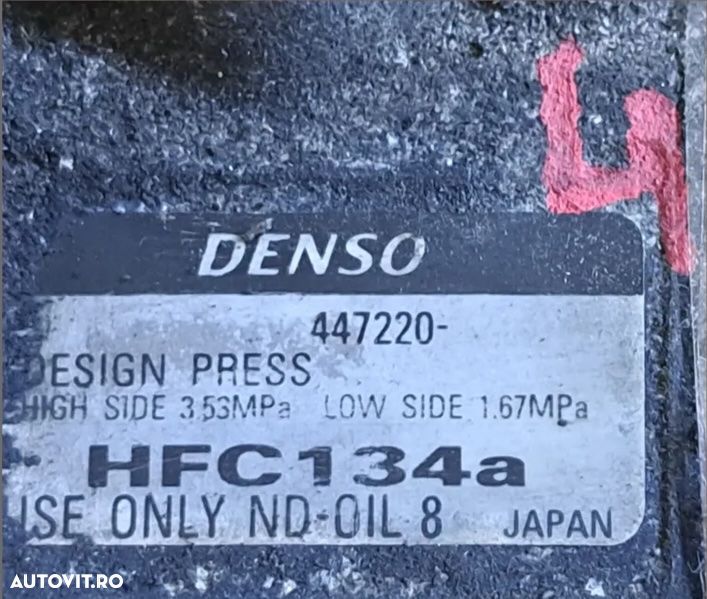 4
DENSO
447220-
DESIGN PRESS
HIGH SIDE 3.53MPa LOW SIDE 1.67MPa
HFC134a
USE ONLY ND-OIL 8 JAPAN
AUTOVIT.RO